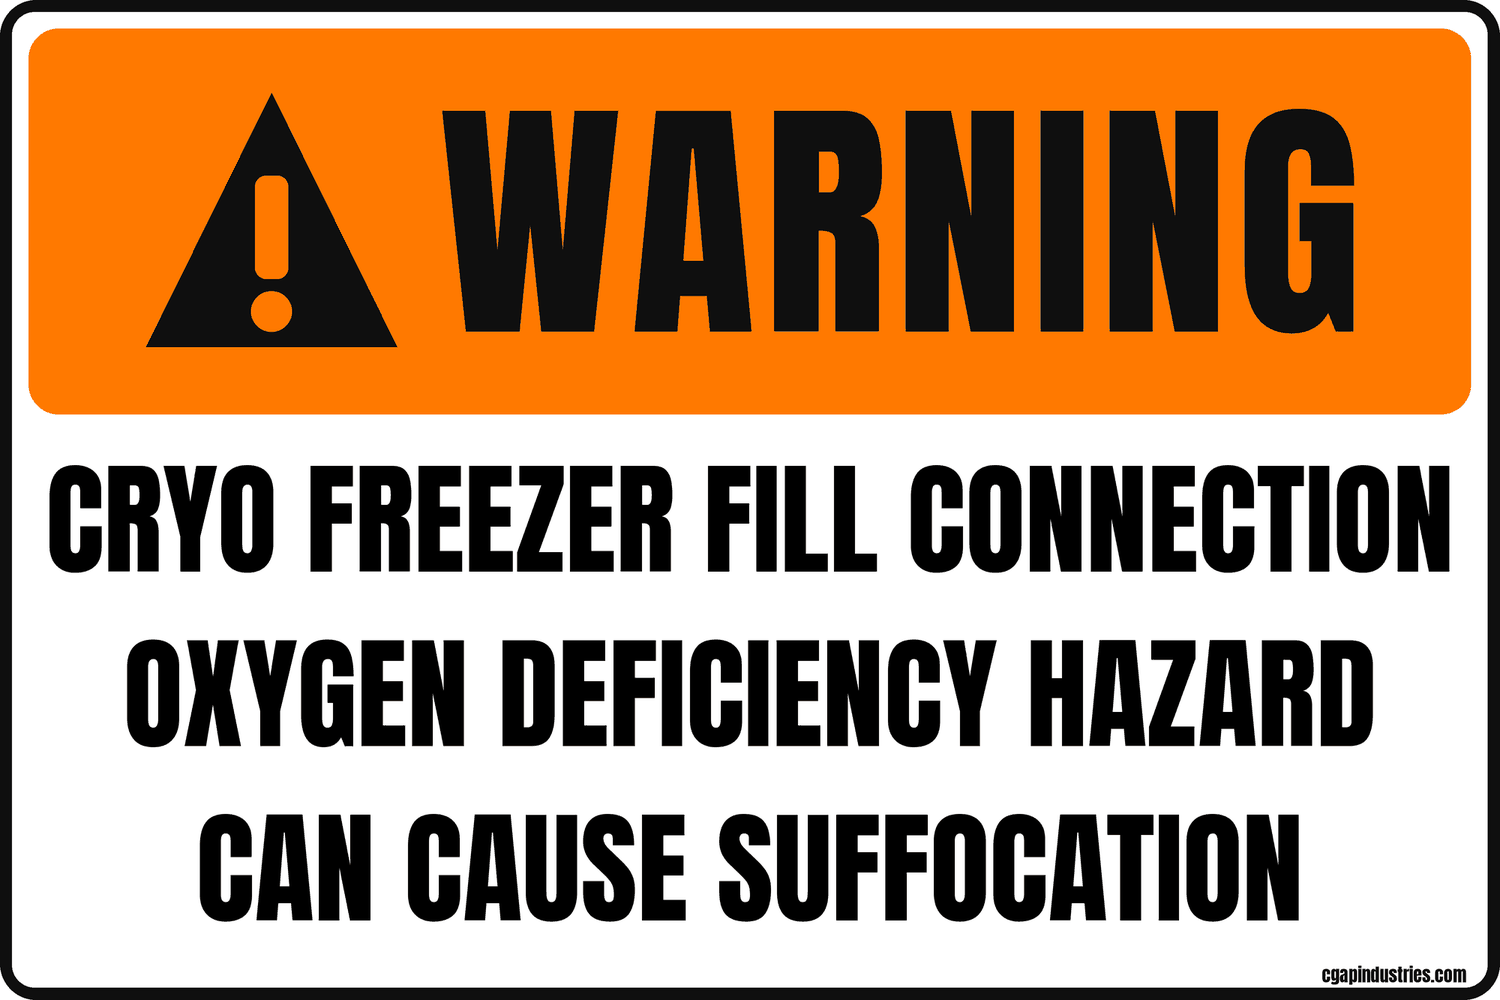 WARNING
CRYO FREEZER FILL CONNECTION
OXYGEN DEFICIENCY HAZARD
CAN CAUSE SUFFOCATION
cgapindustries.com